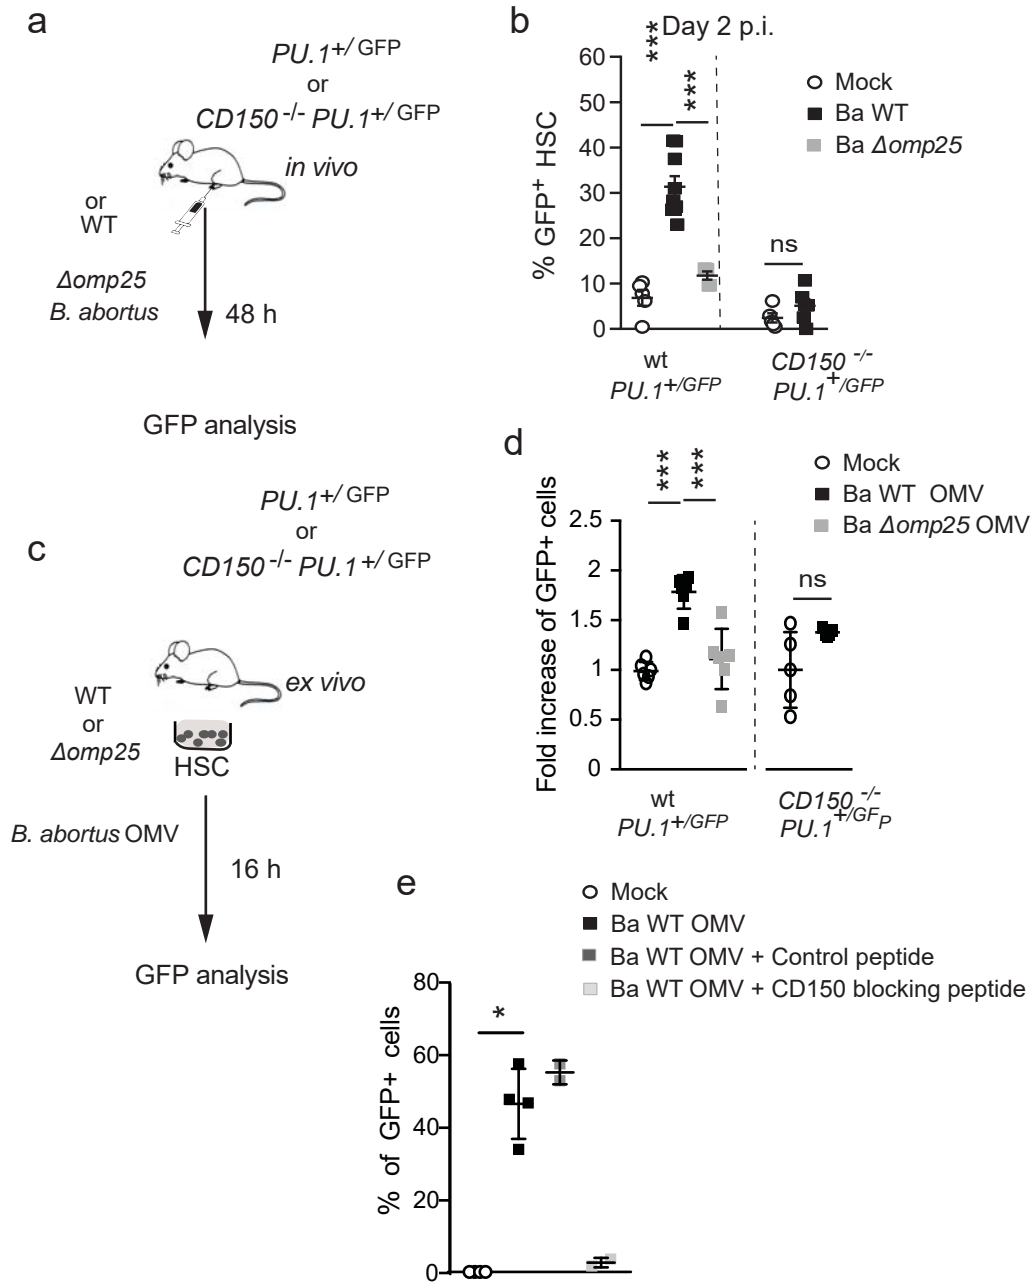 a
PU.1+/GFP
or
CD150 -/- PU.1+/GFP
in vivo
or
WT
Δomp25
B. abortus
48 h
GFP analysis
b
*** Day 2 p.i.
***
Mock
Ba WT
Ba Δomp25
% GFP+ HSC
60
50
40
30
20
10
0
ns
wt
PU.1+/GFP
CD150 -/-
PU.1+/GFP
c
PU.1+/GFP
or
CD150 -/- PU.1+/GFP
ex vivo
WT
or
Δomp25
HSC
B. abortus OMV
16 h
GFP analysis
d
Mock
Ba WT OMV
Ba Δomp25 OMV
*** ***
Fold increase of GFP+ cells
2.5
2
1.5
1
0.5
0
ns
wt
PU.1+/GFP
CD150 -/-
PU.1+/GFP
e
Mock
Ba WT OMV
Ba WT OMV + Control peptide
Ba WT OMV + CD150 blocking peptide
% of GFP+ cells
80
60
40
20
0
*